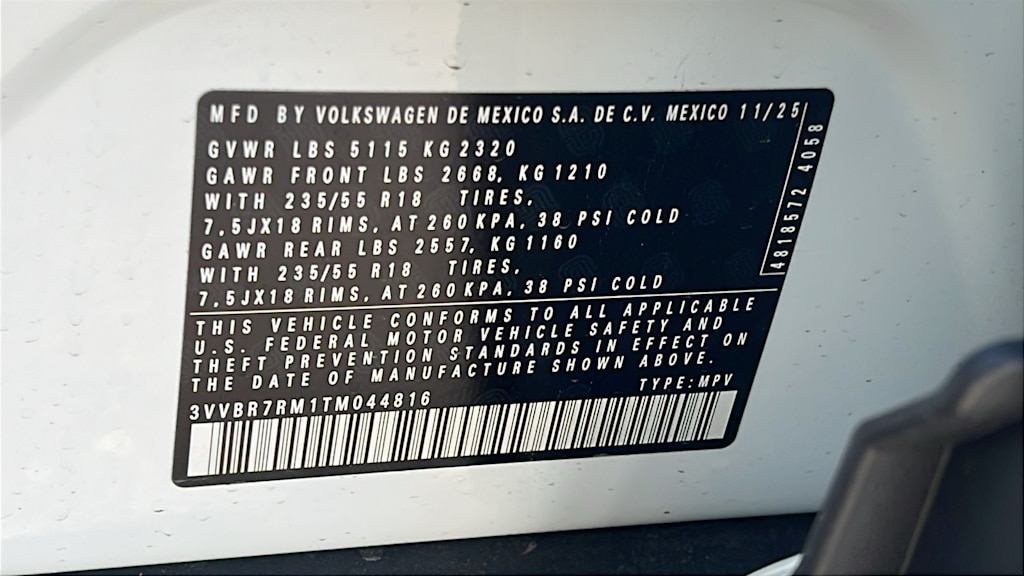 MFD BY VOLKSWAGEN DE MEXICO S.A. DE C.V. MEXICO 11/25
GVWR LBS 5115 KG 2320
GAWR FRONT LBS 2668, KG 1210
WITH 235/55 R18 TIRES,
7,5JX18 RIMS, AT 260 KPA, 38 PSI COLD
GAWR REAR LBS 2557, KG 1160
WITH 235/55 R18 TIRES,
7,5JX18 RIMS, AT 260 KPA, 38 PSI COLD
4818572 4058
THIS VEHICLE CONFORMS TO ALL APPLICABLE
U.S. FEDERAL MOTOR VEHICLE SAFETY AND
THEFT PREVENTION STANDARDS IN EFFECT ON
THE DATE OF MANUFACTURE SHOWN ABOVE.
TYPE: MPV
3VVBR7RM1TM044816